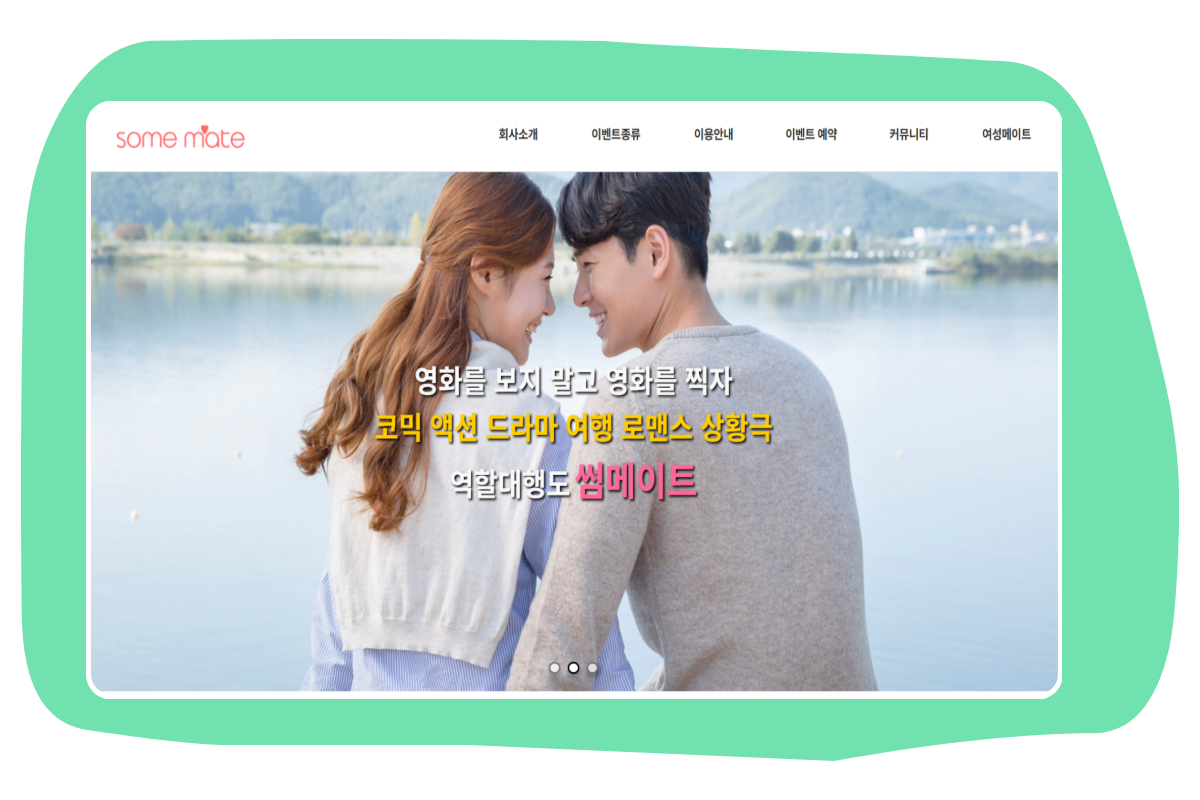 some mate
회사소개 이벤트종류 이용안내 이벤트 예약 커뮤니티 여성메이트
영화를 보지 말고 영화를 찍자
코믹 액션 드라마 여행 로맨스 상황극
역할대행도 썸메이트